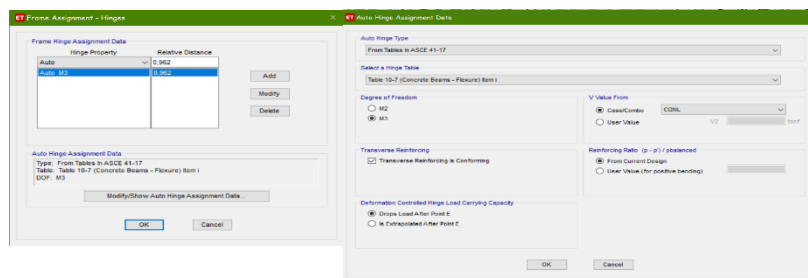 Frame Assignment - Hinges
Frame Hinge Assignment Data
Hinge Property Relative Distance
Auto 0,962
Auto M3 0,962
Add
Modify
Delete
Auto Hinge Assignment Data
Type: From Tables In ASCE 41-17
Table: Table 10-7 (Concrete Beams - Flexure) Item i
DOF: M3
Modify/Show Auto Hinge Assignment Data...
OK Cancel
Auto Hinge Assignment Data
Auto Hinge Type
From Tables In ASCE 41-17
Select a Hinge Table
Table 10-7 (Concrete Beams - Flexure) Item i
Degree of Freedom
M2
M3
V Value From
Case/Combo CONL
User Value V2 tonf
Transverse Reinforcing
Transverse Reinforcing is Conforming
Reinforcing Ratio (p - p') / pbalanced
From Current Design
User Value (for positive bending)
Deformation Controlled Hinge Load Carrying Capacity
Drops Load After Point E
Is Extrapolated After Point E
OK Cancel